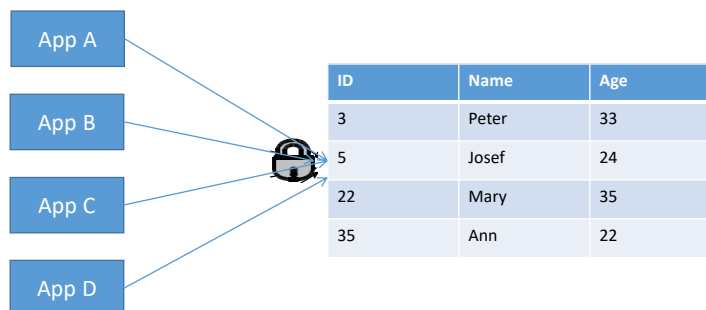 App A
App B
App C
App D
ID Name Age
3 Peter 33
5 Josef 24
22 Mary 35
35 Ann 22